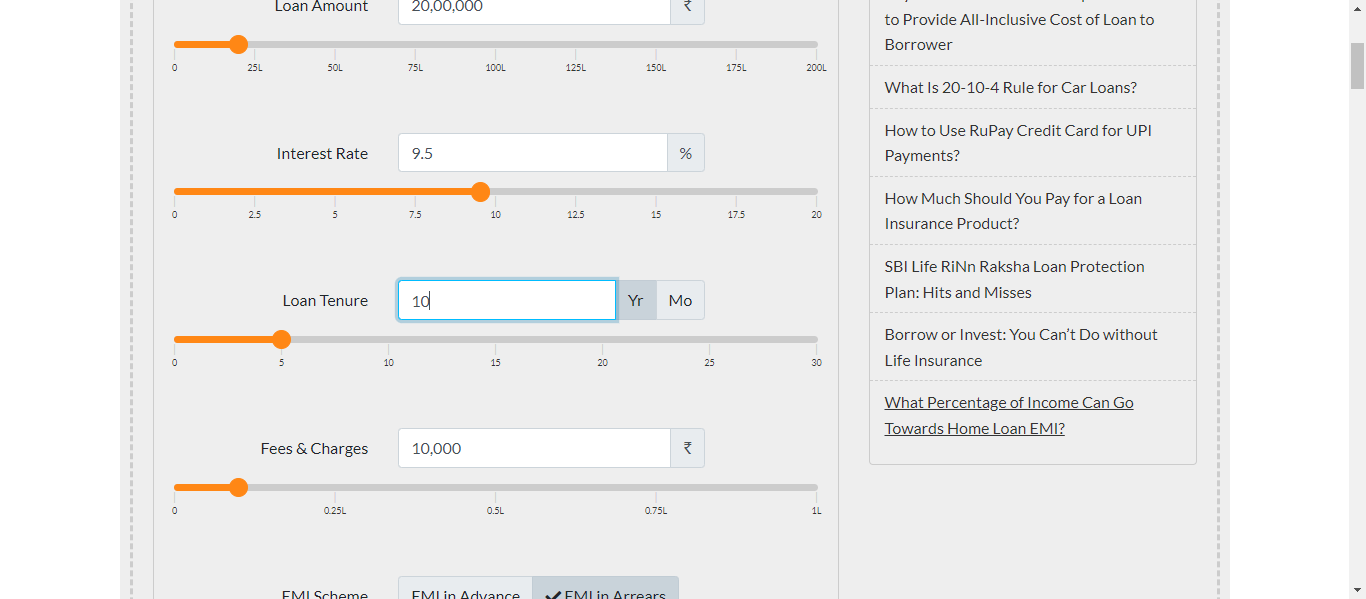 Loan Amount 20,00,000 ₹
0 25L 50L 75L 100L 125L 150L 175L 200L
Interest Rate 9.5 %
0 2.5 5 7.5 10 12.5 15 17.5 20
Loan Tenure 10 Yr Mo
0 5 10 15 20 25 30
Fees & Charges 10,000 ₹
0 0.25L 0.5L 0.75L 1L
EMI Scheme EMI in Advance EMI in Arrears
to Provide All-Inclusive Cost of Loan to
Borrower
What Is 20-10-4 Rule for Car Loans?
How to Use RuPay Credit Card for UPI
Payments?
How Much Should You Pay for a Loan
Insurance Product?
SBI Life RiNn Raksha Loan Protection
Plan: Hits and Misses
Borrow or Invest: You Can’t Do without
Life Insurance
What Percentage of Income Can Go
Towards Home Loan EMI?